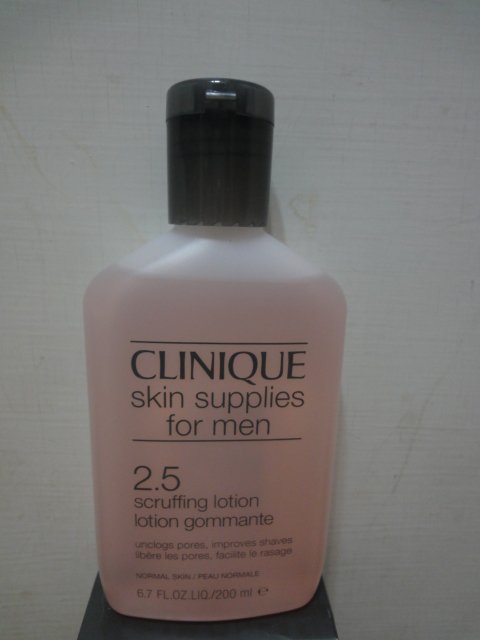 CLINIQUE
skin supplies
for men
2.5
scruffing lotion
lotion gommante
unclogs pores, improves shaves
libère les pores, facilite le rasage
NORMAL SKIN / PEAU NORMALE
6.7 FL.OZ.LIQ./200 ml ℮